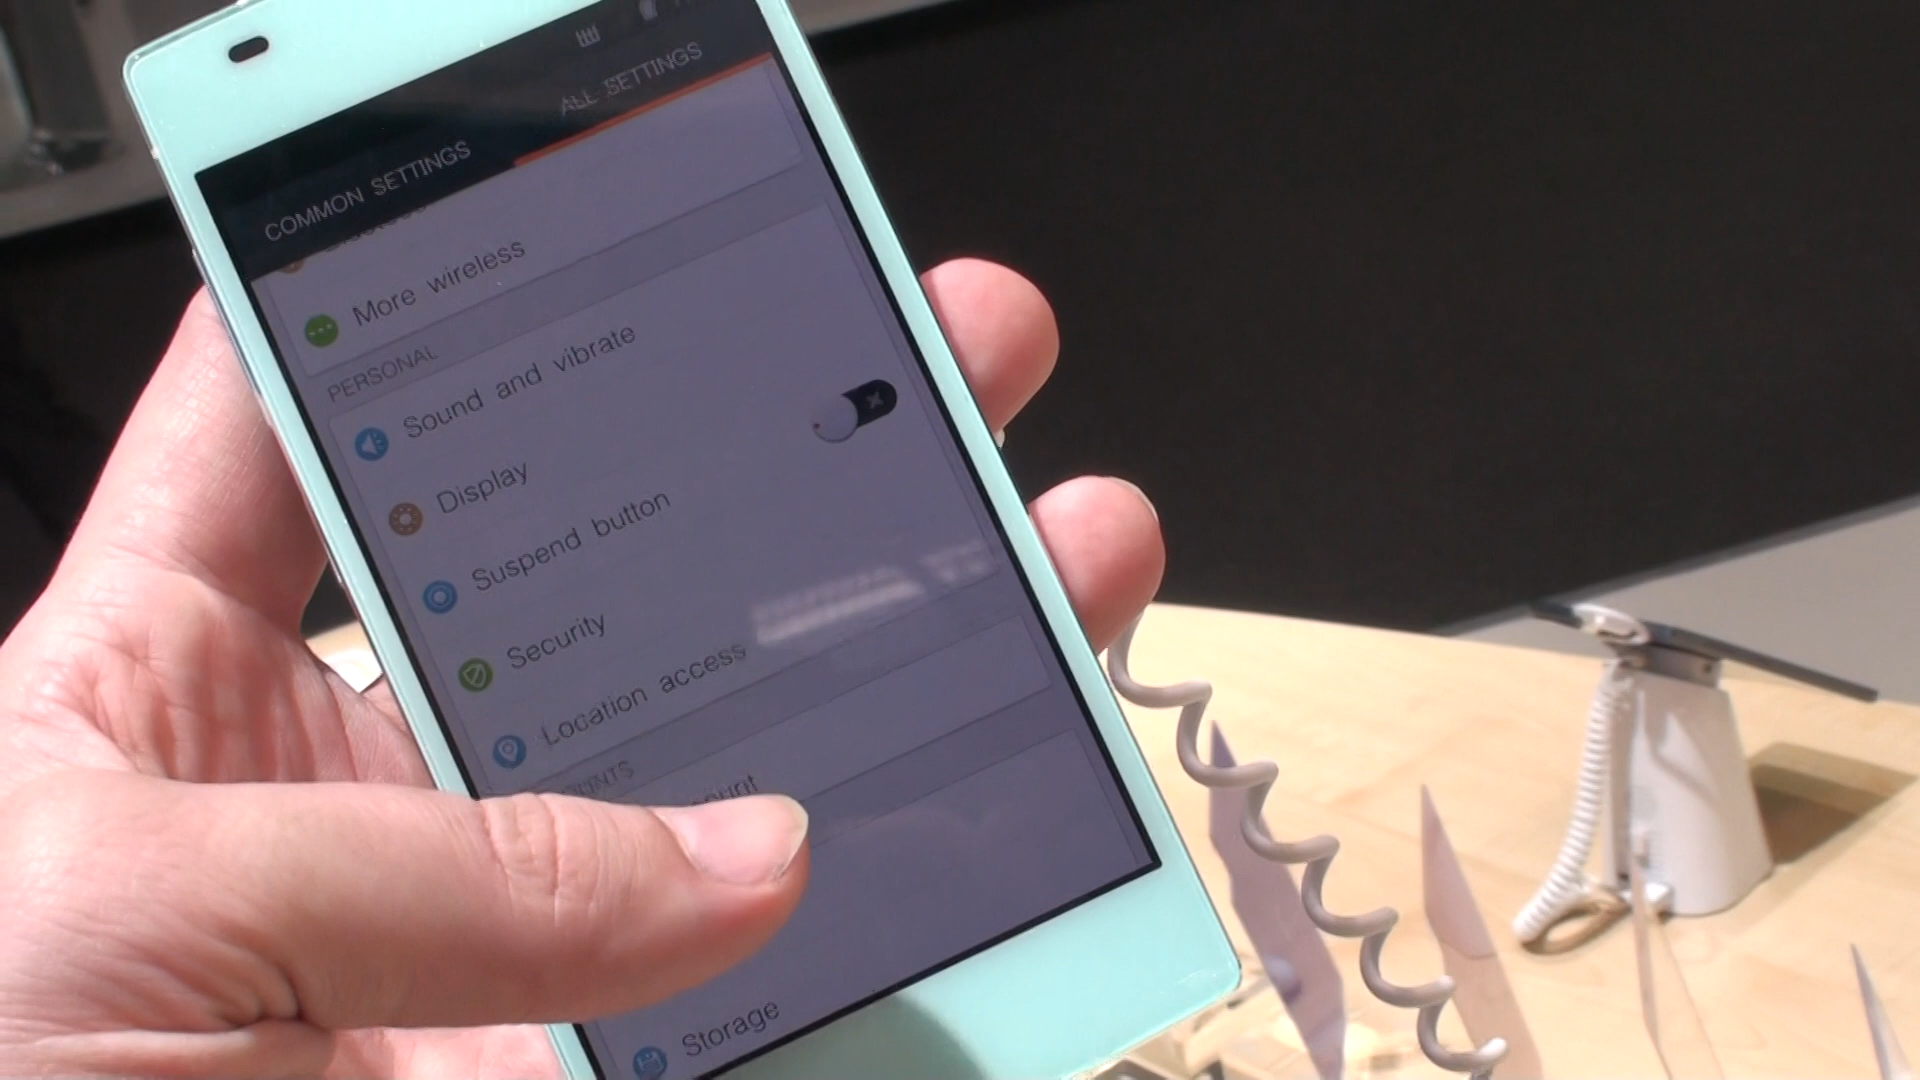 COMMON SETTINGS
ALL SETTINGS
More wireless
PERSONAL
Sound and vibrate
Display
Suspend button
Security
Location access
Storage